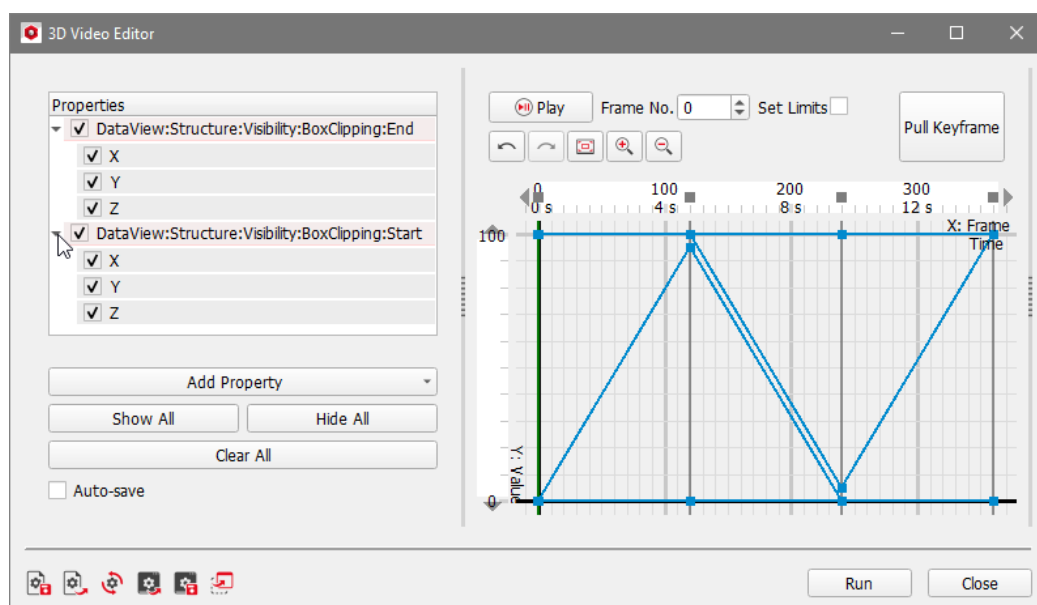 3D Video Editor
Properties
DataView:Structure:Visibility:BoxClipping:End
X
Y
Z
DataView:Structure:Visibility:BoxClipping:Start
X
Y
Z
Add Property
Show All
Hide All
Clear All
Auto-save
Play
Frame No. 0
Set Limits
Pull Keyframe
0 100 200 300
0 s 4 s 8 s 12 s
X: Frame
Time
100
Y: Value
0
Run
Close